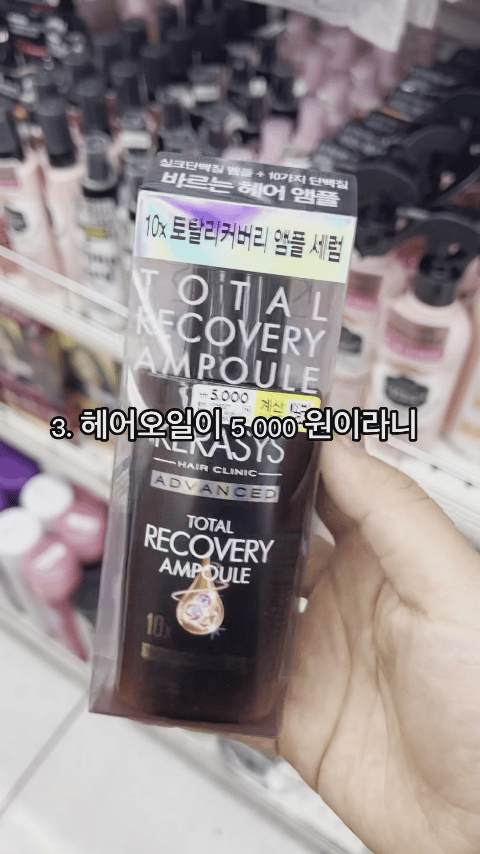 실크단백질 앰플 + 10가지 단백질
바르는 헤어 앰플
10x 토탈리커버리 앰플 세럼
TOTAL
RECOVERY
AMPOULE
5,000
계산
3. 헤어오일이 5.000 원이라니
KERASYS
HAIR CLINIC
ADVANCED
TOTAL
RECOVERY
AMPOULE
10x